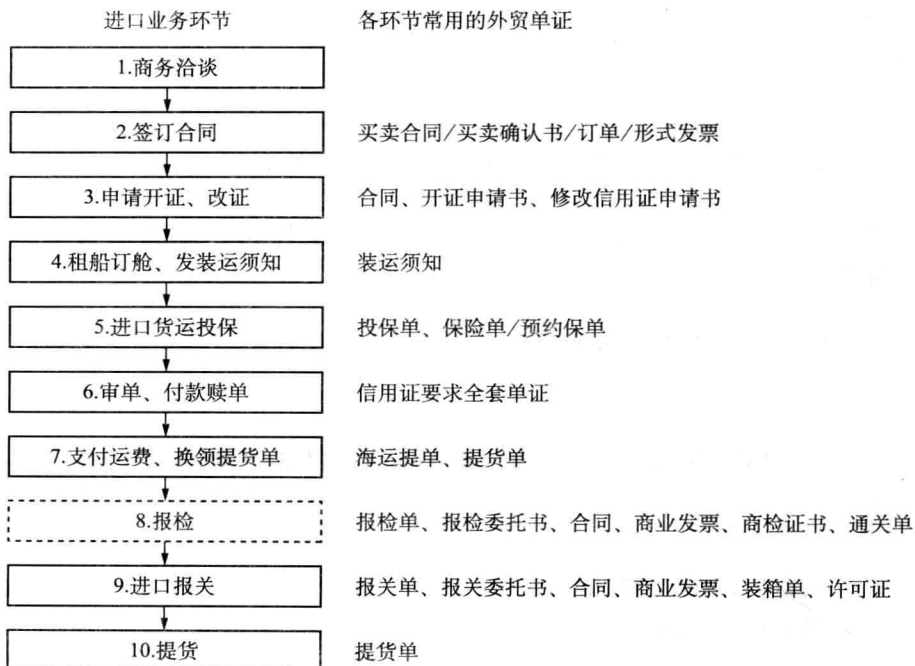 进口业务环节 各环节常用的外贸单证
1.商务洽谈
2.签订合同 买卖合同/买卖确认书/订单/形式发票
3.申请开证、改证 合同、开证申请书、修改信用证申请书
4.租船订舱、发装运须知 装运须知
5.进口货运投保 投保单、保险单/预约保单
6.审单、付款赎单 信用证要求全套单证
7.支付运费、换领提货单 海运提单、提货单
8.报检 报检单、报检委托书、合同、商业发票、商检证书、通关单
9.进口报关 报关单、报关委托书、合同、商业发票、装箱单、许可证
10.提货 提货单